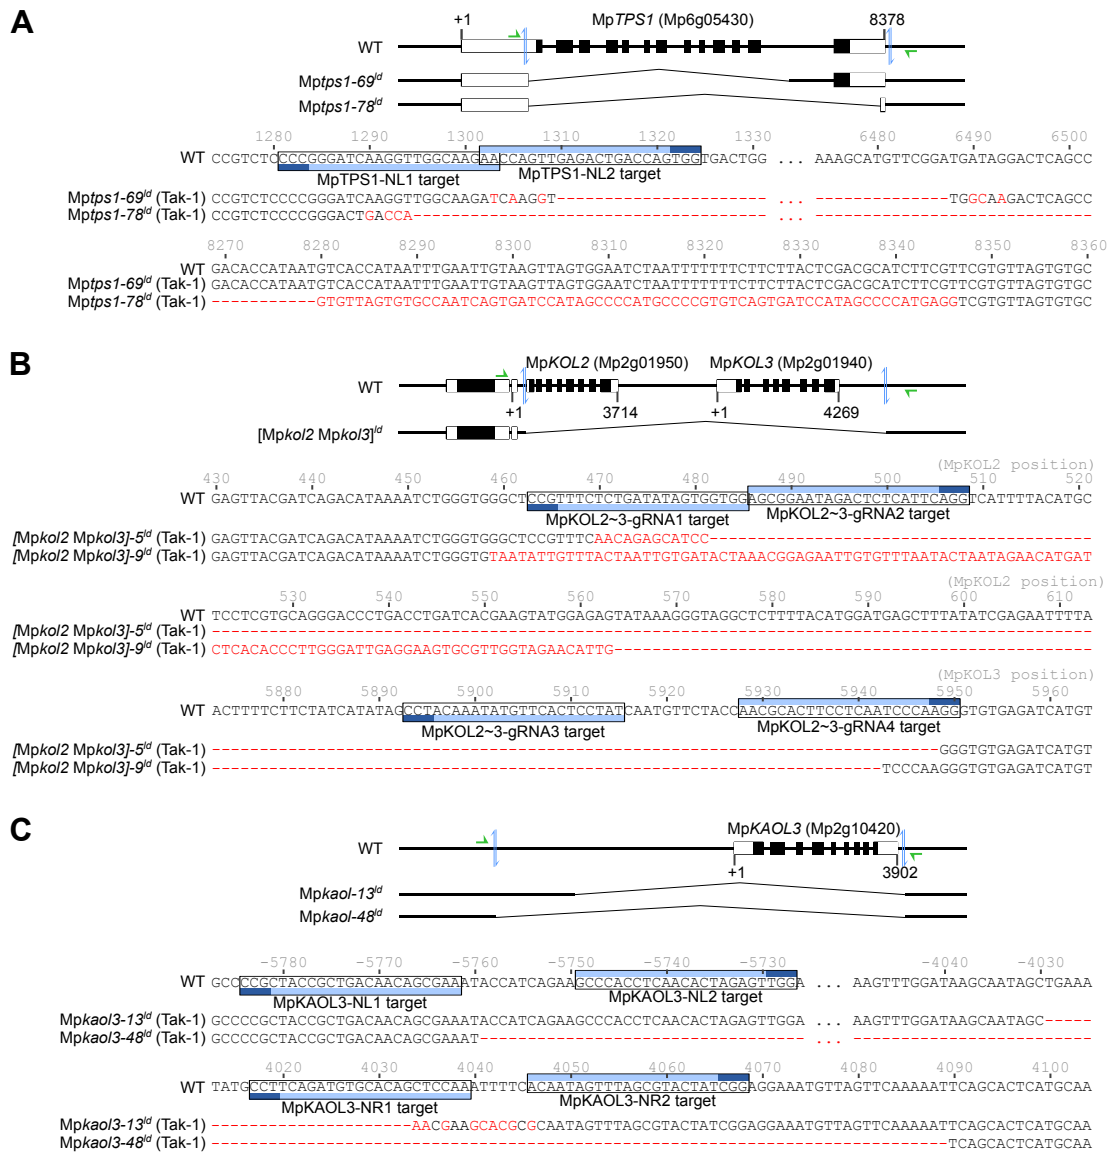 A
+1 MpTPS1 (Mp6g05430) 8378
WT
Mptps1-69ld
Mptps1-78ld
1280 1290 1300 1310 1320 1330 6480 6490 6500
WT CCGTCTCCCCGGGATCAAGGTTGGCAAGAACCAGTTGAGACTGACCAGTGGTGACTGG ... AAAGCATGTTCGGATGATAGGACTCAGCC
MpTPS1-NL1 target MpTPS1-NL2 target
Mptps1-69ld (Tak-1) CCGTCTCCCCGGGATCAAGGTTGGCAAGATCAAGGT---------------------- ... --------------TGGCAAGACTCAGCC
Mptps1-78ld (Tak-1) CCGTCTCCCCGGGACTGACCA------------------------------------- ... -----------------------------
8270 8280 8290 8300 8310 8320 8330 8340 8350 8360
WT GACACCATAATGTCACCATAATTTGAATTGTAAGTTAGTGGAATCTAATTTTTTTCTTCTTACTCGACGCATCTTCGTTCGTGTTAGTGTGC
Mptps1-69ld (Tak-1) GACACCATAATGTCACCATAATTTGAATTGTAAGTTAGTGGAATCTAATTTTTTTCTTCTTACTCGACGCATCTTCGTTCGTGTTAGTGTGC
Mptps1-78ld (Tak-1) -----------GTGTTAGTGTGCCAATCAGTGATCCATAGCCCCATGCCCCGTGTCAGTGATCCATAGCCCCATGAGGTCGTGTTAGTGTGC
B
MpKOL2 (Mp2g01950) MpKOL3 (Mp2g01940)
WT
+1 3714 +1 4269
[Mpkol2 Mpkol3]ld
(MpKOL2 position)
430 440 450 460 470 480 490 500 510 520
WT GAGTTACGATCAGACATAAAATCTGGGTGGGCTCCGTTTCTCTGATATAGTGGTGGAGCGGAATAGACTCTCATTCAGGTCATTTTACATGC
MpKOL2~3-gRNA1 target MpKOL2~3-gRNA2 target
[Mpkol2 Mpkol3]-5ld (Tak-1) GAGTTACGATCAGACATAAAATCTGGGTGGGCTCCGTTTCAACAGAGCATCC----------------------------------------
[Mpkol2 Mpkol3]-9ld (Tak-1) GAGTTACGATCAGACATAAAATCTGGGTGTAATATTGTTTACTAATTGTGATACTAAACGGAGAATTGTGTTTAATACTAATAGAACATGAT
(MpKOL2 position)
530 540 550 560 570 580 590 600 610
WT TCCTCGTGCAGGGACCCTGACCTGATCACGAAGTATGGAGAGTATAAAGGGTAGGCTCTTTTACATGGATGAGCTTTATATCGAGAATTTTA
[Mpkol2 Mpkol3]-5ld (Tak-1) --------------------------------------------------------------------------------------------
[Mpkol2 Mpkol3]-9ld (Tak-1) CTCACACCCTTGGGATTGAGGAAGTGCGTTGGTAGAACATTG--------------------------------------------------
(MpKOL3 position)
5880 5890 5900 5910 5920 5930 5940 5950 5960
WT ACTTTTCTTCTATCATATAGCCTACAAATATGTTCACTCCTATCAATGTTCTACCAACGCACTTCCTCAATCCCAAGGGTGTGAGATCATGT
MpKOL2~3-gRNA3 target MpKOL2~3-gRNA4 target
[Mpkol2 Mpkol3]-5ld (Tak-1) ----------------------------------------------------------------------------GGGTGTGAGATCATGT
[Mpkol2 Mpkol3]-9ld (Tak-1) ----------------------------------------------------------------------TCCCAAGGGTGTGAGATCATGT
C
MpKAOL3 (Mp2g10420)
WT
+1 3902
Mpkaol-13ld
Mpkaol-48ld
−5780 −5770 −5760 −5750 −5740 −5730 −4040 −4030
WT GCCCCGCTACCGCTGACAACAGCGAAATACCATCAGAAGCCCACCTCAACACTAGAGTTGGA ... AAGTTTGGATAAGCAATAGCTGAAA
MpKAOL3-NL1 target MpKAOL3-NL2 target
Mpkaol3-13ld (Tak-1) GCCCCGCTACCGCTGACAACAGCGAAATACCATCAGAAGCCCACCTCAACACTAGAGTTGGA ... AAGTTTGGATAAGCAATAGC-----
Mpkaol3-48ld (Tak-1) GCCCCGCTACCGCTGACAACAGCGAAAT---------------------------------- ... -------------------------
4020 4030 4040 4050 4060 4070 4080 4090 4100
WT TATGCCTTCAGATGTGCACAGCTCCAAATTTTCACAATAGTTTAGCGTACTATCGGAGGAAATGTTAGTTCAAAAATTCAGCACTCATGCAA
MpKAOL3-NR1 target MpKAOL3-NR2 target
Mpkaol3-13ld (Tak-1) ---------------------AACGAAGCACGCGCAATAGTTTAGCGTACTATCGGAGGAAATGTTAGTTCAAAAATTCAGCACTCATGCAA
Mpkaol3-48ld (Tak-1) -----------------------------------------------------------------------------TCAGCACTCATGCAA